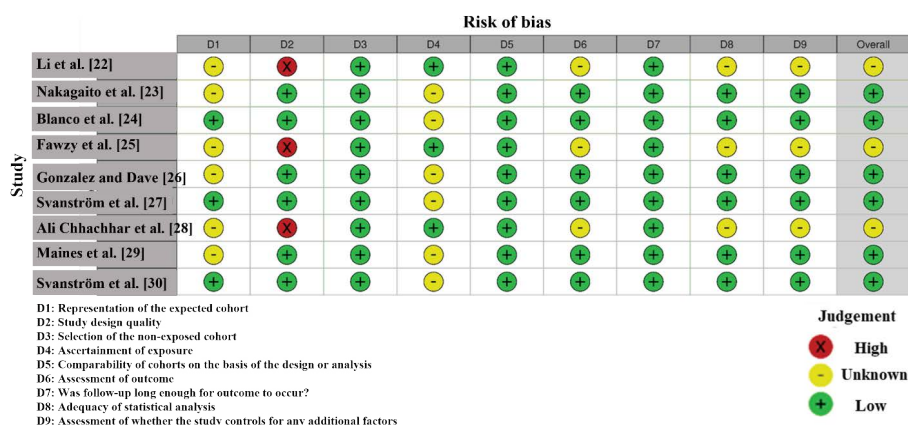 Risk of bias
D1 D2 D3 D4 D5 D6 D7 D8 D9 Overall
Study
Li et al. [22] - X + + + - + - - -
Nakagaito et al. [23] - + + - + + + + + +
Blanco et al. [24] + + + - + + + + + +
Fawzy et al. [25] - X + + + - + - - -
Gonzalez and Dave [26] - + + - + + + + + +
Svanström et al. [27] + + + - + + + + + +
Ali Chhachhar et al. [28] - X + + + - + - - -
Maines et al. [29] - + + - + + + + + +
Svanström et al. [30] + + + - + + + + + +
D1: Representation of the expected cohort
D2: Study design quality
D3: Selection of the non-exposed cohort
D4: Ascertainment of exposure
D5: Comparability of cohorts on the basis of the design or analysis
D6: Assessment of outcome
D7: Was follow-up long enough for outcome to occur?
D8: Adequacy of statistical analysis
D9: Assessment of whether the study controls for any additional factors
Judgement
X High
- Unknown
+ Low